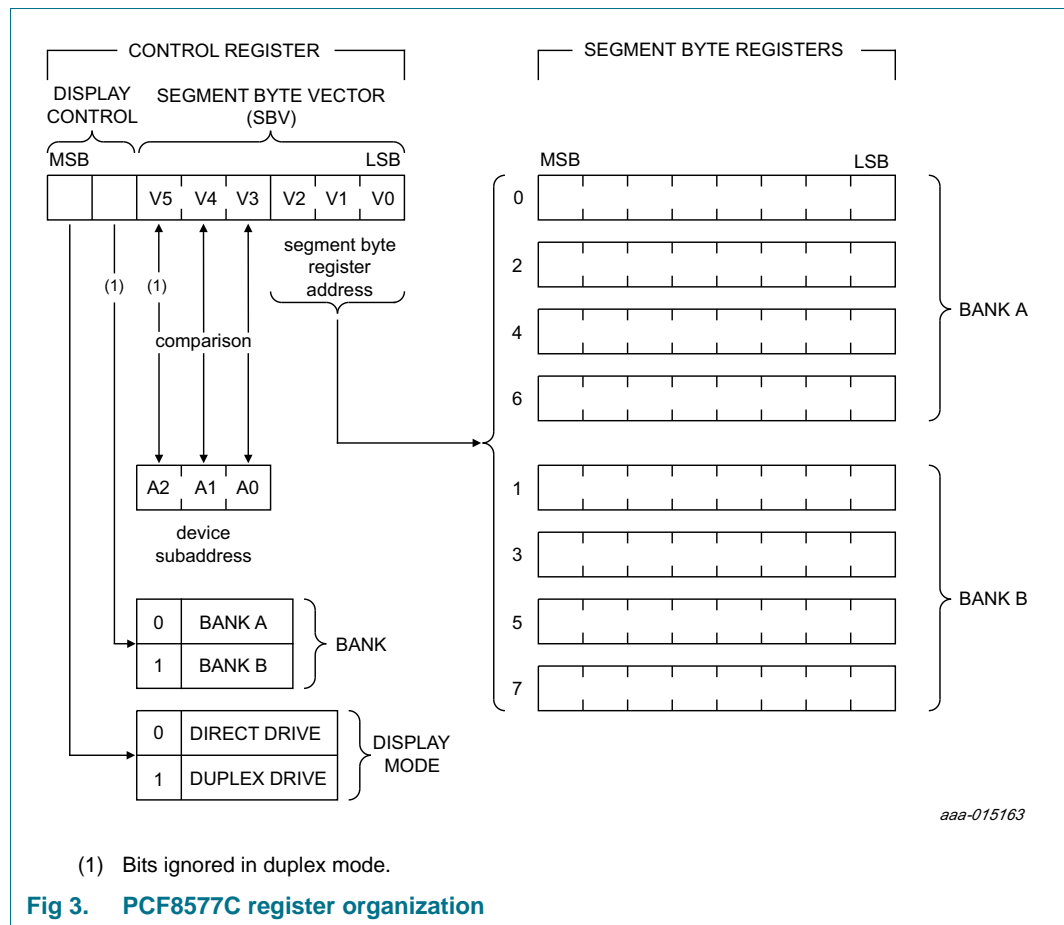 CONTROL REGISTER
DISPLAY CONTROL
SEGMENT BYTE VECTOR (SBV)
MSB
LSB
V5 V4 V3 V2 V1 V0
(1) (1)
segment byte register address
comparison
A2 A1 A0
device subaddress
0 BANK A
1 BANK B
BANK
0 DIRECT DRIVE
1 DUPLEX DRIVE
DISPLAY MODE
SEGMENT BYTE REGISTERS
MSB
LSB
0
2
4
6
BANK A
1
3
5
7
BANK B
aaa-015163
(1) Bits ignored in duplex mode.
Fig 3. PCF8577C register organization